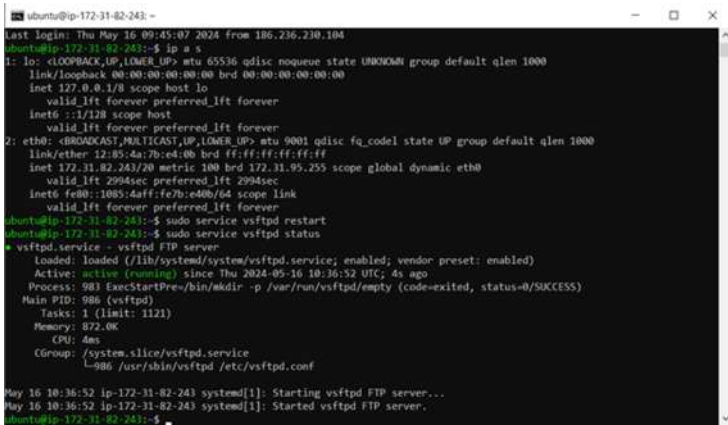 ubuntu@ip-172-31-82-243: ~
Last login: Thu May 16 09:45:07 2024 from 186.236.230.104
ubuntu@ip-172-31-82-243:~$ ip a s
1: lo: <LOOPBACK,UP,LOWER_UP> mtu 65536 qdisc noqueue state UNKNOWN group default qlen 1000
link/loopback 00:00:00:00:00:00 brd 00:00:00:00:00:00
inet 127.0.0.1/8 scope host lo
valid_lft forever preferred_lft forever
inet6 ::1/128 scope host
valid_lft forever preferred_lft forever
2: eth0: <BROADCAST,MULTICAST,UP,LOWER_UP> mtu 9001 qdisc fq_codel state UP group default qlen 1000
link/ether 12:85:4a:7b:e4:0b brd ff:ff:ff:ff:ff:ff
inet 172.31.82.243/20 metric 100 brd 172.31.95.255 scope global dynamic eth0
valid_lft 2994sec preferred_lft 2994sec
inet6 fe80::1085:4aff:fe7b:e40b/64 scope link
valid_lft forever preferred_lft forever
ubuntu@ip-172-31-82-243:~$ sudo service vsftpd restart
ubuntu@ip-172-31-82-243:~$ sudo service vsftpd status
● vsftpd.service - vsftpd FTP server
Loaded: loaded (/lib/systemd/system/vsftpd.service; enabled; vendor preset: enabled)
Active: active (running) since Thu 2024-05-16 10:36:52 UTC; 4s ago
Process: 983 ExecStartPre=/bin/mkdir -p /var/run/vsftpd/empty (code=exited, status=0/SUCCESS)
Main PID: 986 (vsftpd)
Tasks: 1 (limit: 1121)
Memory: 872.0K
CPU: 4ms
CGroup: /system.slice/vsftpd.service
└─986 /usr/sbin/vsftpd /etc/vsftpd.conf
May 16 10:36:52 ip-172-31-82-243 systemd[1]: Starting vsftpd FTP server...
May 16 10:36:52 ip-172-31-82-243 systemd[1]: Started vsftpd FTP server.
ubuntu@ip-172-31-82-243:~$